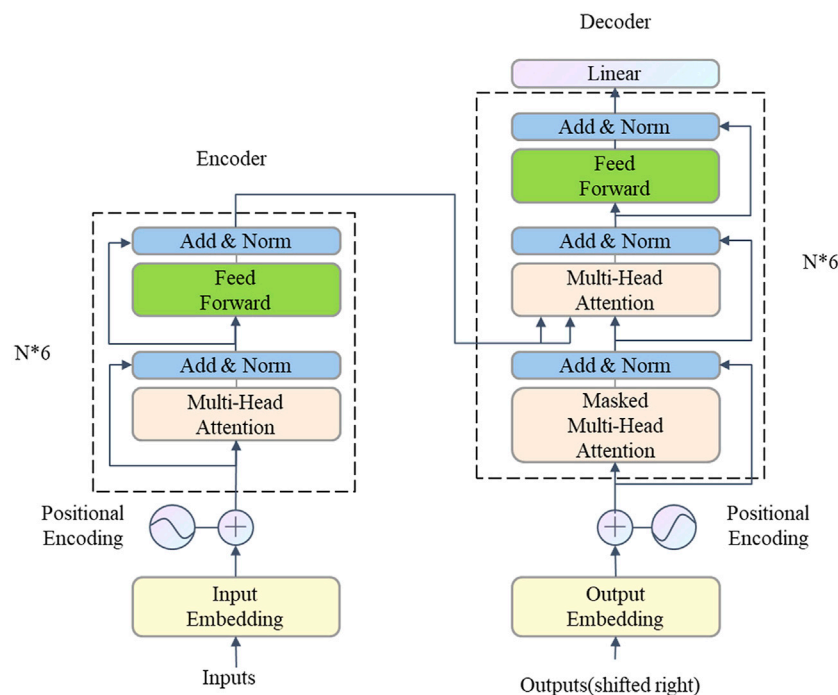 Decoder
Linear
Add & Norm
Feed
Forward
Add & Norm
Multi-Head
Attention
N*6
Add & Norm
Masked
Multi-Head
Attention
Positional
Encoding
Output
Embedding
Outputs(shifted right)
Encoder
Add & Norm
Feed
Forward
N*6
Add & Norm
Multi-Head
Attention
Positional
Encoding
Input
Embedding
Inputs